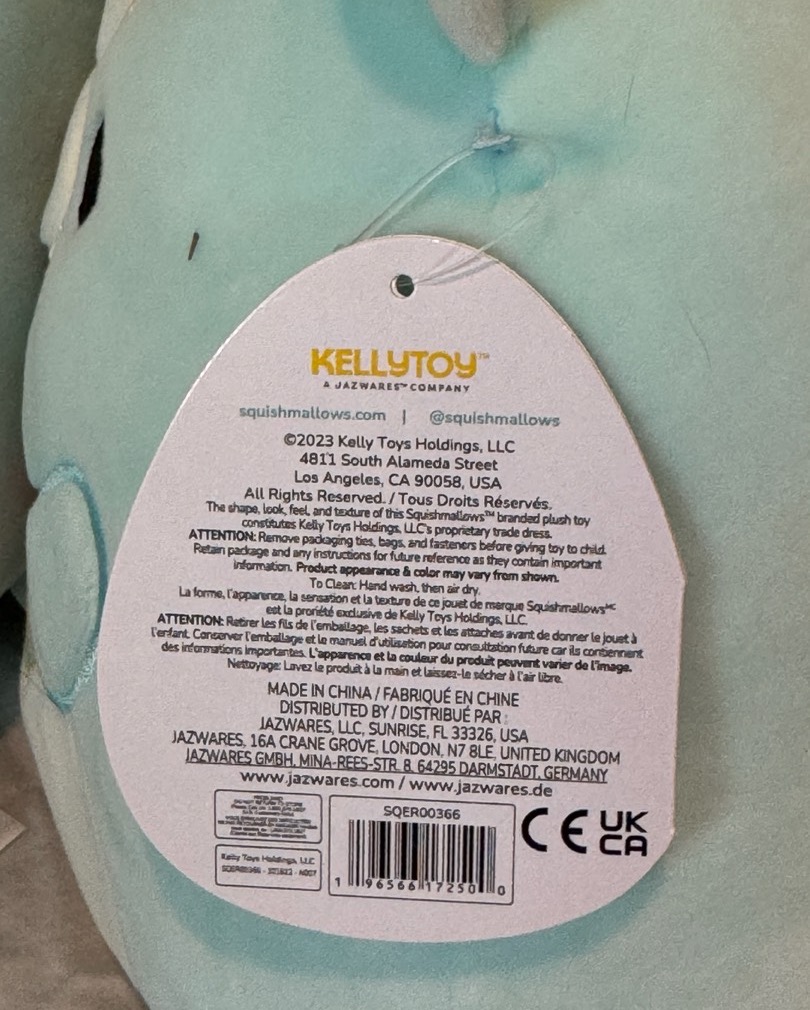 KELLYTOY™
A JAZWARES™ COMPANY
squishmallows.com | @squishmallows
©2023 Kelly Toys Holdings, LLC
4811 South Alameda Street
Los Angeles, CA 90058, USA
All Rights Reserved. / Tous Droits Réservés.
The shape, look, feel, and texture of this Squishmallows™ branded plush toy
constitutes Kelly Toys Holdings, LLC's proprietary trade dress.
ATTENTION: Remove packaging ties, bags, and fasteners before giving toy to child.
Retain package and any instructions for future reference as they contain important
information. Product appearance & color may vary from shown.
To Clean: Hand wash, then air dry.
La forme, l'apparence, la sensation et la texture de ce jouet de marque Squishmallows ᴹᶜ
est la proriété exclusive de Kelly Toys Holdings, LLC.
ATTENTION: Retirer les fils de l'emballage, les sachets et les attaches avant de donner le jouet à
l'enfant. Conserver l'emballage et le manuel d'utilisation pour consultation future car ils contiennent
des informations importantes. L'apparence et la couleur du produit peuvent varier de l'image.
Nettoyage: Lavez le produit à la main et laissez-le sécher à l'air libre.
MADE IN CHINA / FABRIQUÉ EN CHINE
DISTRIBUTED BY / DISTRIBUÉ PAR :
JAZWARES, LLC, SUNRISE, FL 33326, USA
JAZWARES, 16A CRANE GROVE, LONDON, N7 8LE, UNITED KINGDOM
JAZWARES GMBH, MINA-REES-STR. 8, 64295 DARMSTADT, GERMANY
www.jazwares.com / www.jazwares.de
Kelly Toys Holdings, LLC
SQER00366
1 96566 17250 0
CE UK
CA